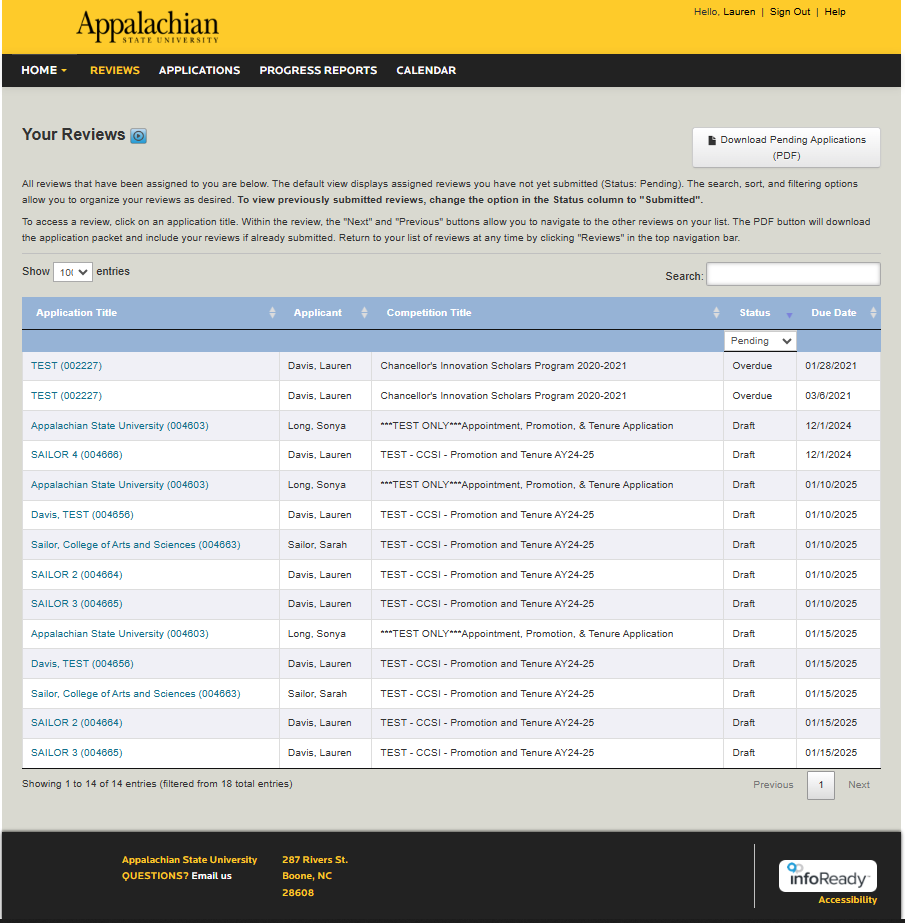 Appalachian
STATE UNIVERSITY
Hello, Lauren | Sign Out | Help
HOME REVIEWS APPLICATIONS PROGRESS REPORTS CALENDAR
Your Reviews
Download Pending Applications
(PDF)
All reviews that have been assigned to you are below. The default view displays assigned reviews you have not yet submitted (Status: Pending). The search, sort, and filtering options
allow you to organize your reviews as desired. To view previously submitted reviews, change the option in the Status column to "Submitted".
To access a review, click on an application title. Within the review, the "Next" and "Previous" buttons allow you to navigate to the other reviews on your list. The PDF button will download
the application packet and include your reviews if already submitted. Return to your list of reviews at any time by clicking "Reviews" in the top navigation bar.
Show 10( entries
Search:
Application Title Applicant Competition Title Status Due Date
Pending
TEST (002227) Davis, Lauren Chancellor's Innovation Scholars Program 2020-2021 Overdue 01/28/2021
TEST (002227) Davis, Lauren Chancellor's Innovation Scholars Program 2020-2021 Overdue 03/6/2021
Appalachian State University (004603) Long, Sonya ***TEST ONLY***Appointment, Promotion, & Tenure Application Draft 12/1/2024
SAILOR 4 (004666) Davis, Lauren TEST - CCSI - Promotion and Tenure AY24-25 Draft 12/1/2024
Appalachian State University (004603) Long, Sonya ***TEST ONLY***Appointment, Promotion, & Tenure Application Draft 01/10/2025
Davis, TEST (004656) Davis, Lauren TEST - CCSI - Promotion and Tenure AY24-25 Draft 01/10/2025
Sailor, College of Arts and Sciences (004663) Sailor, Sarah TEST - CCSI - Promotion and Tenure AY24-25 Draft 01/10/2025
SAILOR 2 (004664) Davis, Lauren TEST - CCSI - Promotion and Tenure AY24-25 Draft 01/10/2025
SAILOR 3 (004665) Davis, Lauren TEST - CCSI - Promotion and Tenure AY24-25 Draft 01/10/2025
Appalachian State University (004603) Long, Sonya ***TEST ONLY***Appointment, Promotion, & Tenure Application Draft 01/15/2025
Davis, TEST (004656) Davis, Lauren TEST - CCSI - Promotion and Tenure AY24-25 Draft 01/15/2025
Sailor, College of Arts and Sciences (004663) Sailor, Sarah TEST - CCSI - Promotion and Tenure AY24-25 Draft 01/15/2025
SAILOR 2 (004664) Davis, Lauren TEST - CCSI - Promotion and Tenure AY24-25 Draft 01/15/2025
SAILOR 3 (004665) Davis, Lauren TEST - CCSI - Promotion and Tenure AY24-25 Draft 01/15/2025
Showing 1 to 14 of 14 entries (filtered from 18 total entries)
Previous 1 Next
Appalachian State University
QUESTIONS? Email us
287 Rivers St.
Boone, NC
28608
infoReady
Accessibility